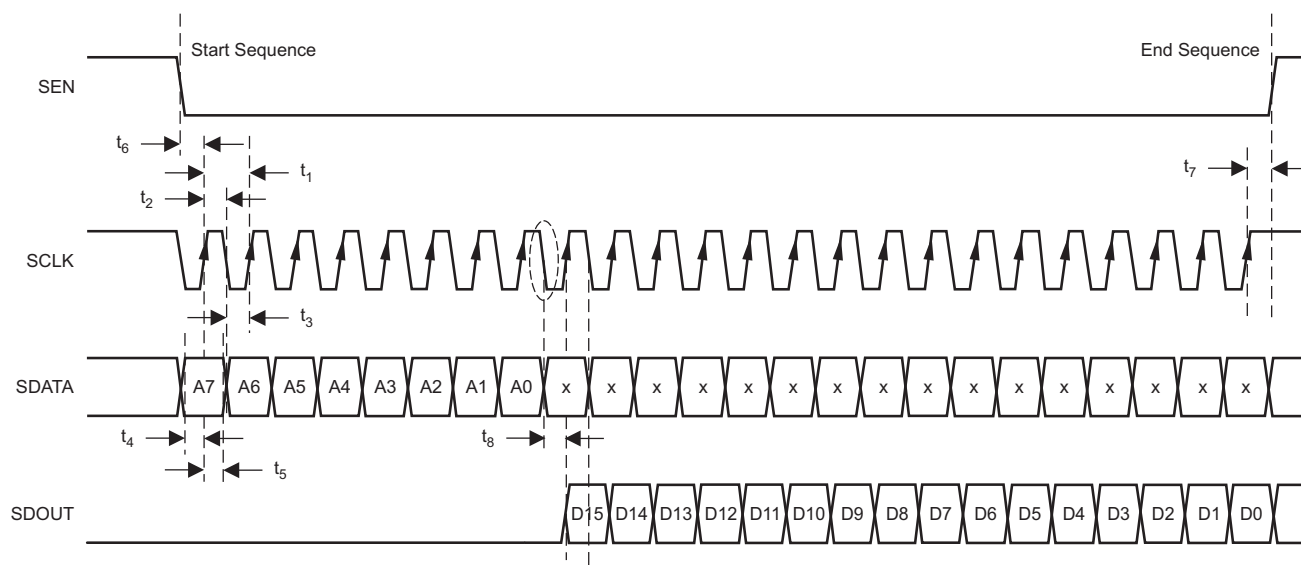 Start Sequence End Sequence
SEN
t6
t1
t7
t2
SCLK
t3
SDATA A7 A6 A5 A4 A3 A2 A1 A0 x x x x x x x x x x x x x x x x
t4 t8
t5
SDOUT D15 D14 D13 D12 D11 D10 D9 D8 D7 D6 D5 D4 D3 D2 D1 D0